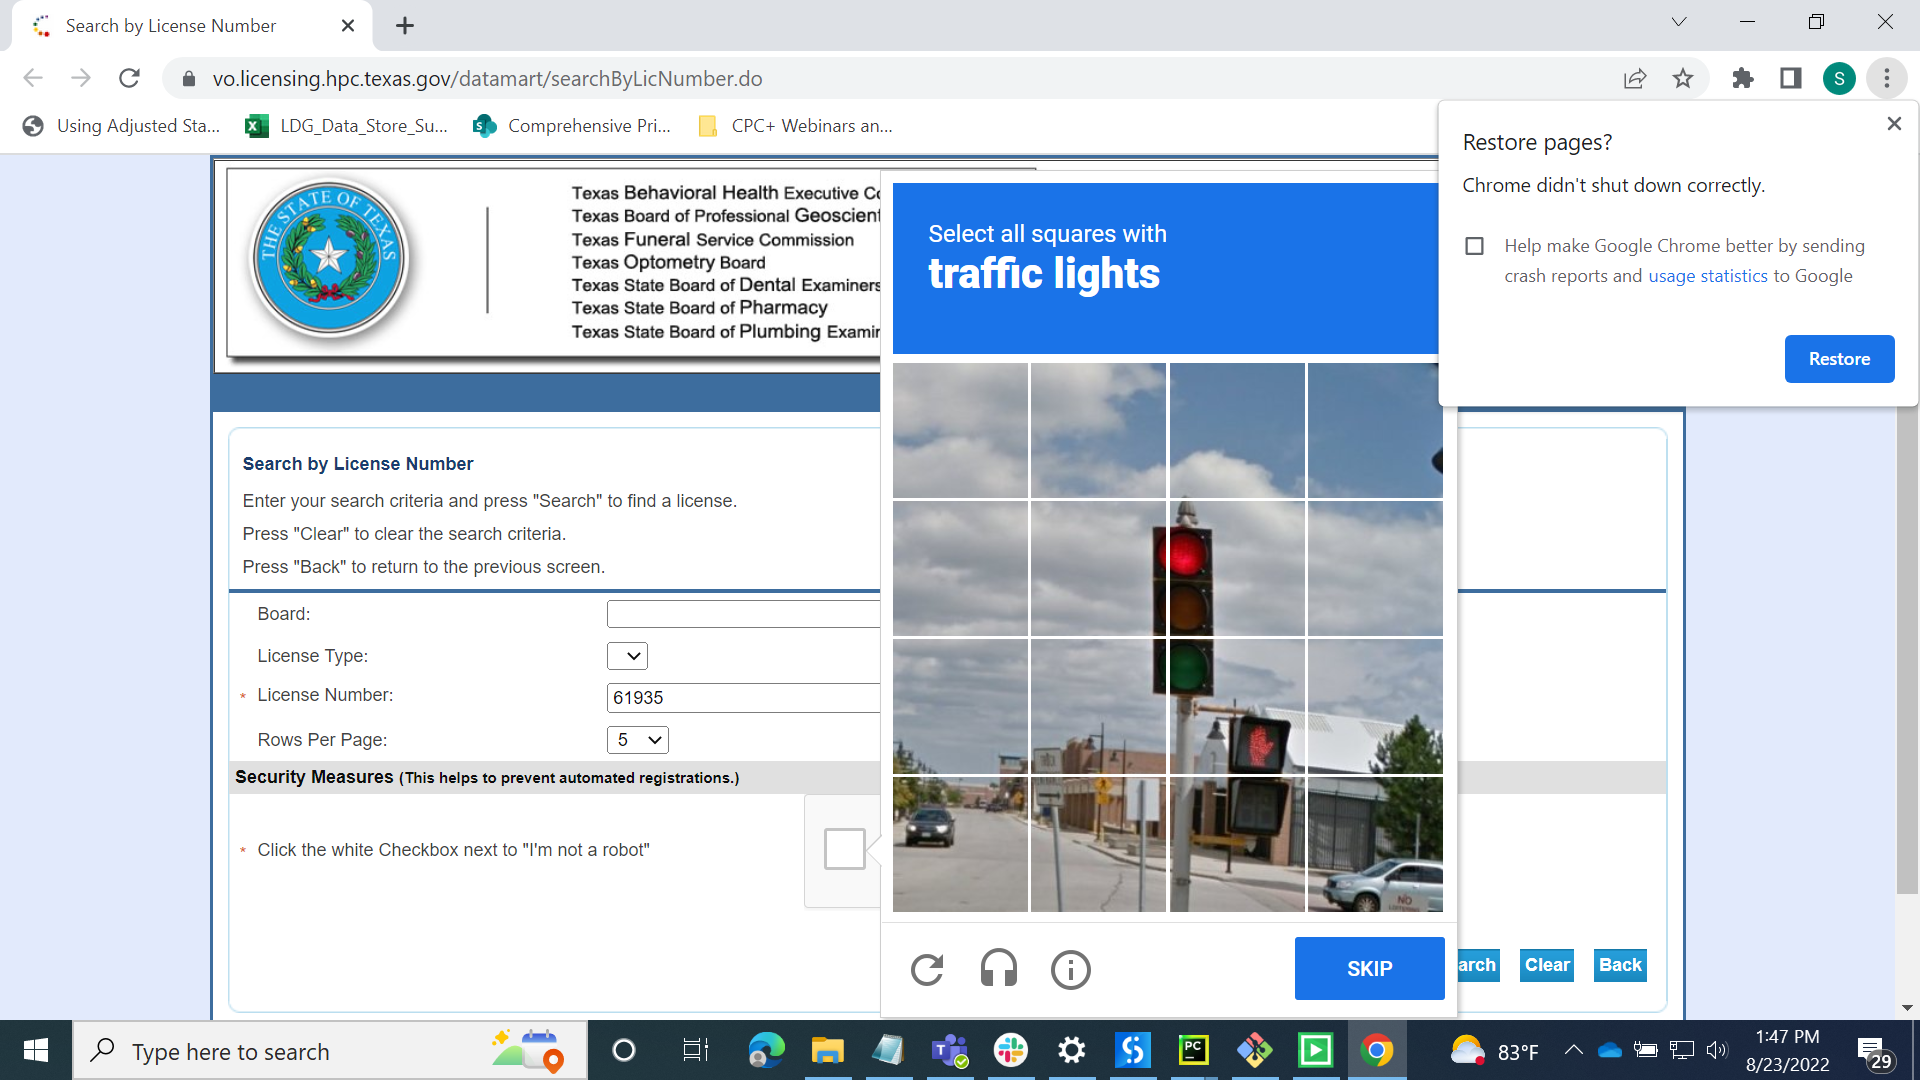 Search by License Number
vo.licensing.hpc.texas.gov/datamart/searchByLicNumber.do
S
Using Adjusted Sta...
LDG_Data_Store_Su...
Comprehensive Pri...
CPC+ Webinars an...
Restore pages?
Chrome didn't shut down correctly.
Help make Google Chrome better by sending
crash reports and usage statistics to Google
Restore
THE STATE OF TEXAS
Texas Behavioral Health Executive Co
Texas Board of Professional Geoscient
Texas Funeral Service Commission
Texas Optometry Board
Texas State Board of Dental Examiners
Texas State Board of Pharmacy
Texas State Board of Plumbing Examin
Select all squares with
traffic lights
Search by License Number
Enter your search criteria and press "Search" to find a license.
Press "Clear" to clear the search criteria.
Press "Back" to return to the previous screen.
Board:
License Type:
* License Number:
61935
Rows Per Page:
5
Security Measures (This helps to prevent automated registrations.)
* Click the white Checkbox next to "I'm not a robot"
NO
SKIP
arch
Clear
Back
Type here to search
PC
83°F
1:47 PM
8/23/2022
29